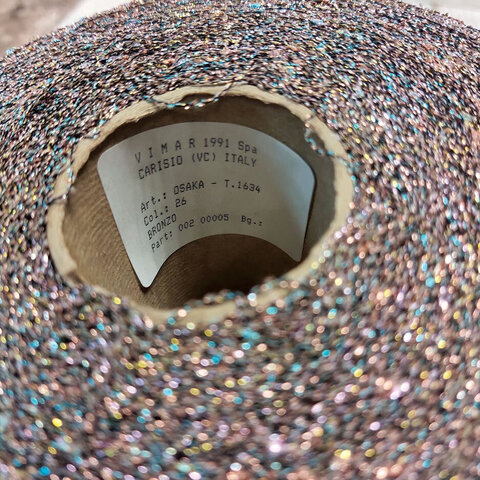 V I M A R 1991 Spa
CARISIO (VC) ITALY
Art.: OSAKA - T.1634
Col.: 26
BRONZO
Part: 002 00005 Bg.: